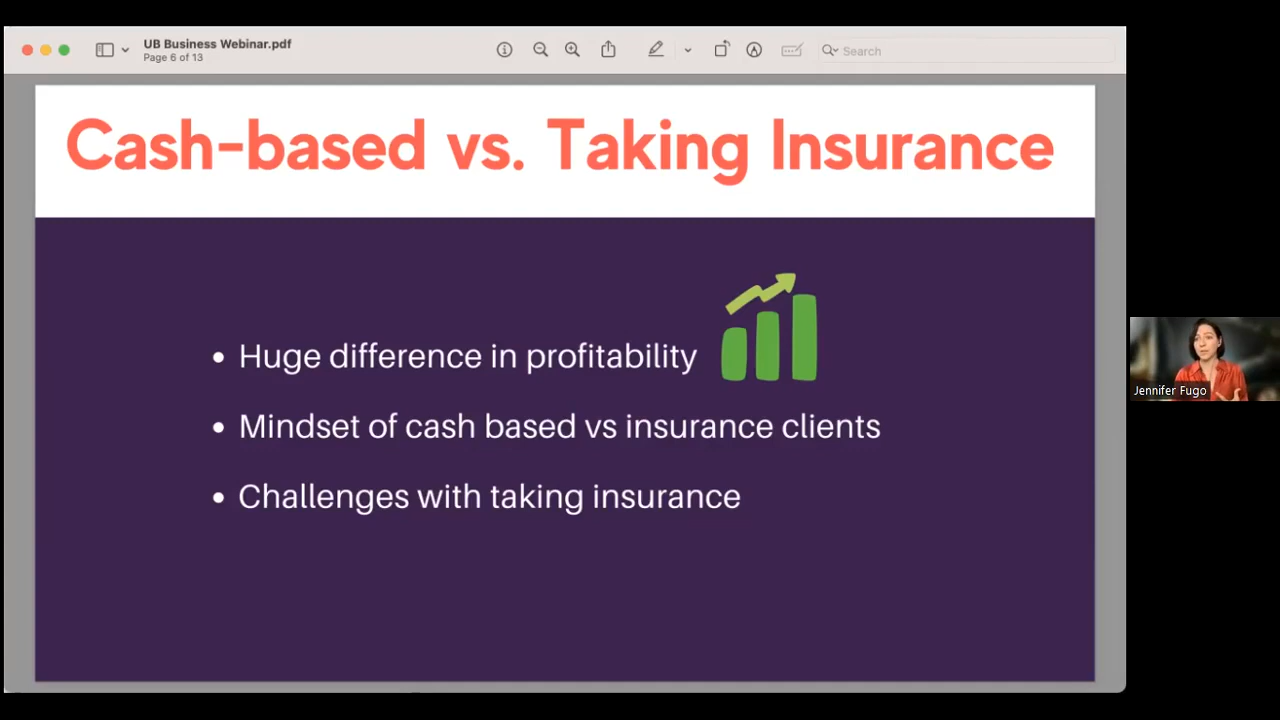 UB Business Webinar.pdf
Page 6 of 13
Search
Cash-based vs. Taking Insurance
• Huge difference in profitability
• Mindset of cash based vs insurance clients
• Challenges with taking insurance
Jennifer Fugo